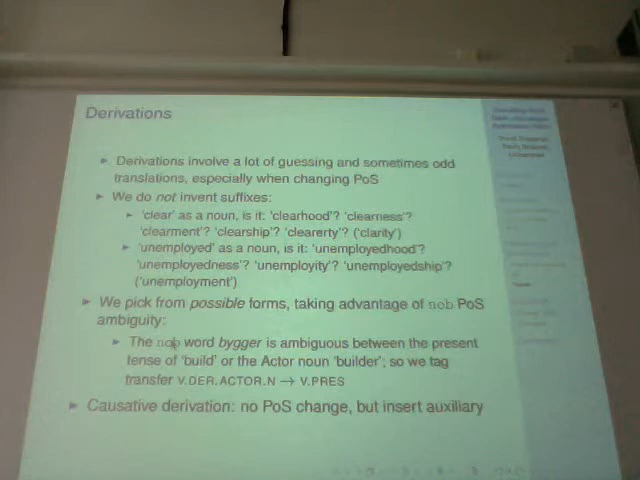 Derivations
Derivations involve a lot of guessing and sometimes odd
translations, especially when changing PoS
We do not invent suffixes:
'clear' as a noun, is it: 'clearhood'? 'clearness'?
'clearment'? 'clearship'? 'clearerty'? ('clarity')
'unemployed' as a noun, is it: 'unemployedhood'?
'unemployedness'? 'unemployity'? 'unemployedship'?
('unemployment')
We pick from possible forms, taking advantage of nob PoS
ambiguity:
The nob word bygger is ambiguous between the present
tense of 'build' or the Actor noun 'builder'; so we tag
transfer V.DER.ACTOR.N → V.PRES
Causative derivation: no PoS change, but insert auxiliary